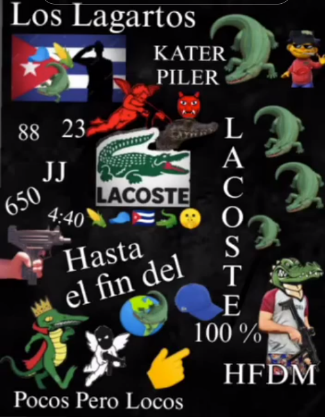 Los Lagartos
KATER
PILER
88
23
JJ
650
4:40
LACOSTE
LACOSTE
Hasta
el fin del
100 %
HFDM
Pocos Pero Locos